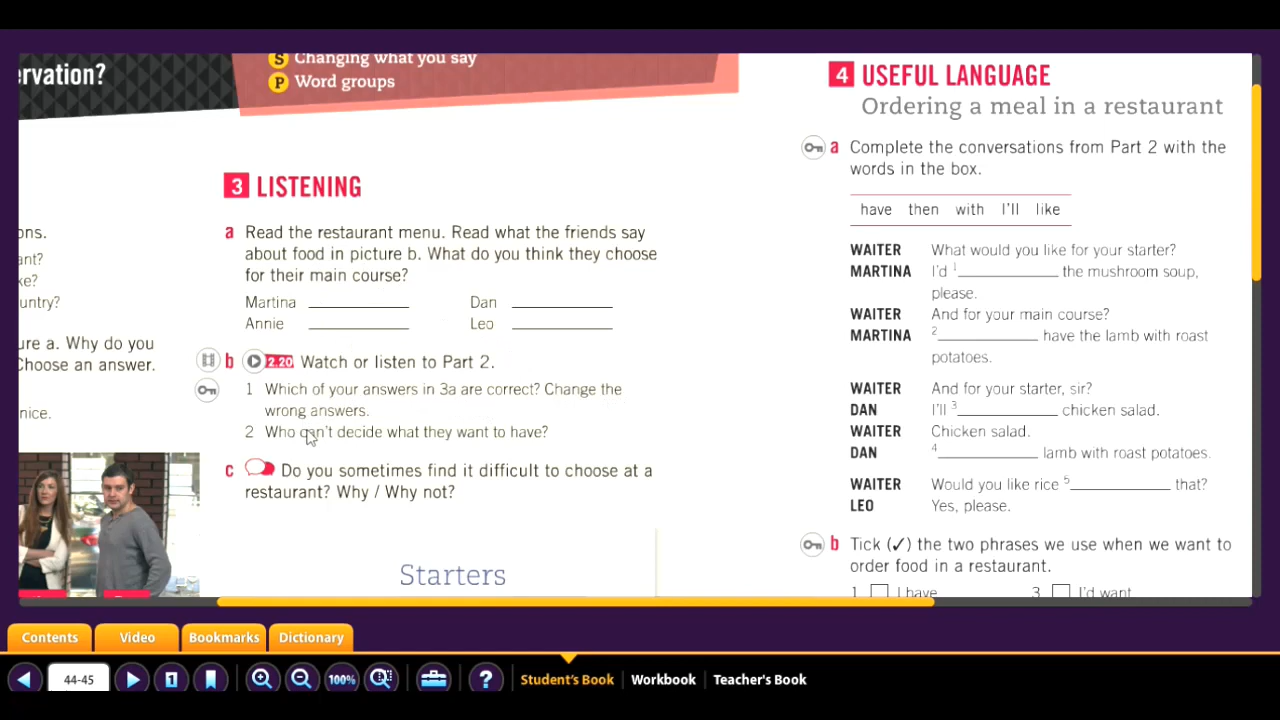 ervation?
S Changing what you say
P Word groups
ons.
ant?
ke?
untry?
ure a. Why do you
Choose an answer.
nice.
3 LISTENING
a Read the restaurant menu. Read what the friends say
about food in picture b. What do you think they choose
for their main course?
Martina Dan
Annie Leo
b 2.20 Watch or listen to Part 2.
1 Which of your answers in 3a are correct? Change the
wrong answers.
2 Who can't decide what they want to have?
c Do you sometimes find it difficult to choose at a
restaurant? Why / Why not?
Starters
4 USEFUL LANGUAGE
Ordering a meal in a restaurant
a Complete the conversations from Part 2 with the
words in the box.
have then with I'll like
WAITER What would you like for your starter?
MARTINA I'd 1__________ the mushroom soup,
please.
WAITER And for your main course?
MARTINA 2__________ have the lamb with roast
potatoes.
WAITER And for your starter, sir?
DAN I'll 3__________ chicken salad.
WAITER Chicken salad.
DAN 4__________ lamb with roast potatoes.
WAITER Would you like rice 5__________ that?
LEO Yes, please.
b Tick (✓) the two phrases we use when we want to
order food in a restaurant.
1 I have 3 I'd want
Contents Video Bookmarks Dictionary
44-45 1 100% ? Student's Book Workbook Teacher's Book